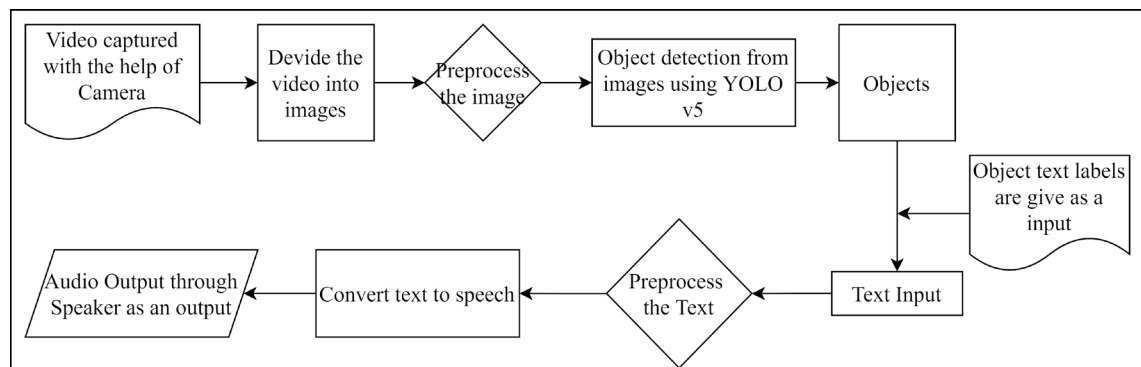 Video captured
with the help of
Camera
Devide the
video into
images
Preprocess
the image
Object detection from
images using YOLO
v5
Objects
Object text labels
are give as a
input
Text Input
Preprocess
the Text
Convert text to speech
Audio Output through
Speaker as an output